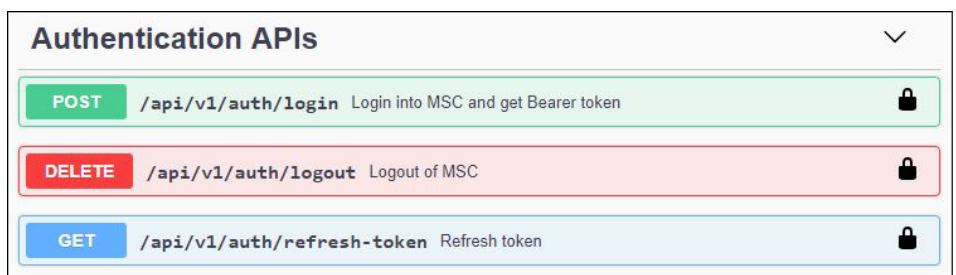 Authentication APIs
POST /api/v1/auth/login Login into MSC and get Bearer token
DELETE /api/v1/auth/logout Logout of MSC
GET /api/v1/auth/refresh-token Refresh token